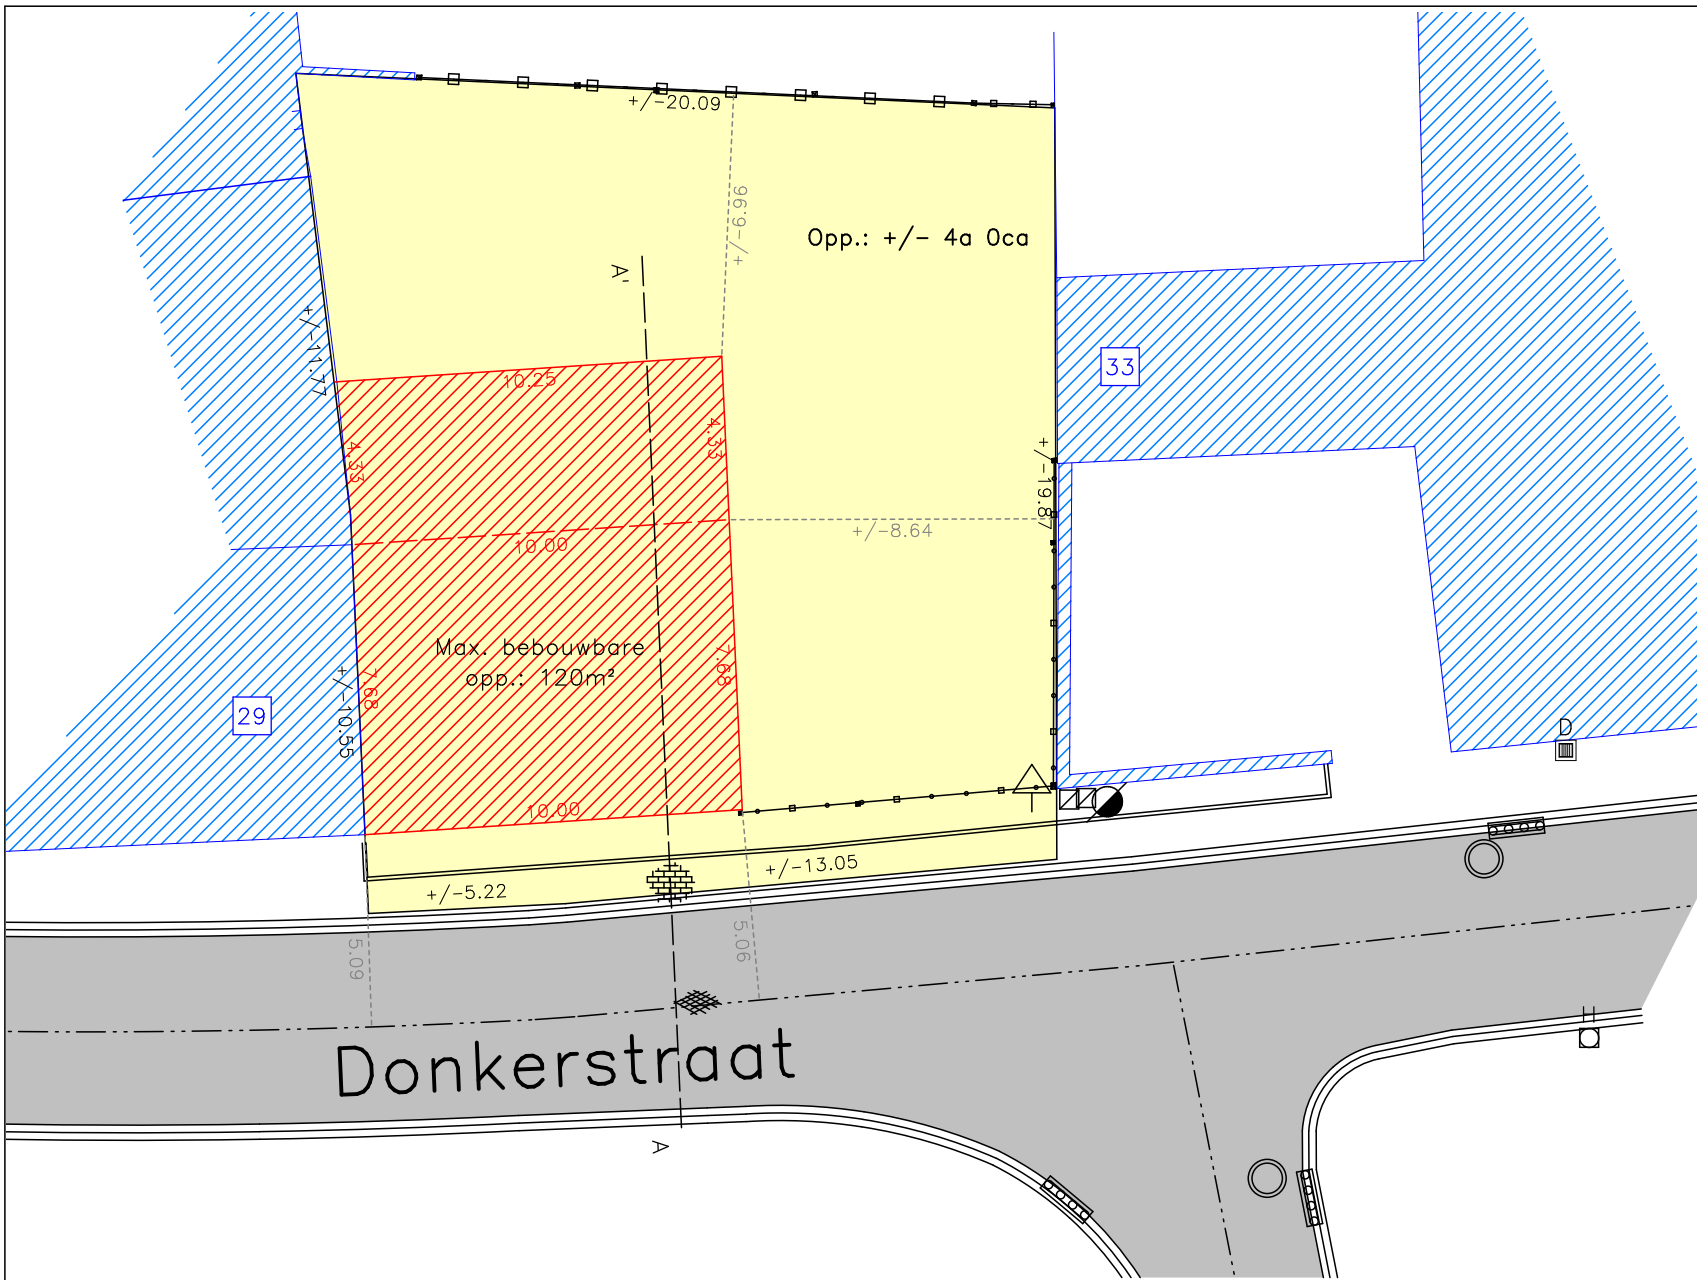 +/-20.09
+/-6.96
Opp.: +/- 4a 0ca
A'
+/-11.77
33
10.25
4.33
4.33
+/-19.87
+/-8.64
10.00
Max. bebouwbare
opp.: 120m²
7.68
7.68
+/-10.55
29
D
10.00
+/-13.05
+/-5.22
5.09
5.06
H
Donkerstraat
A